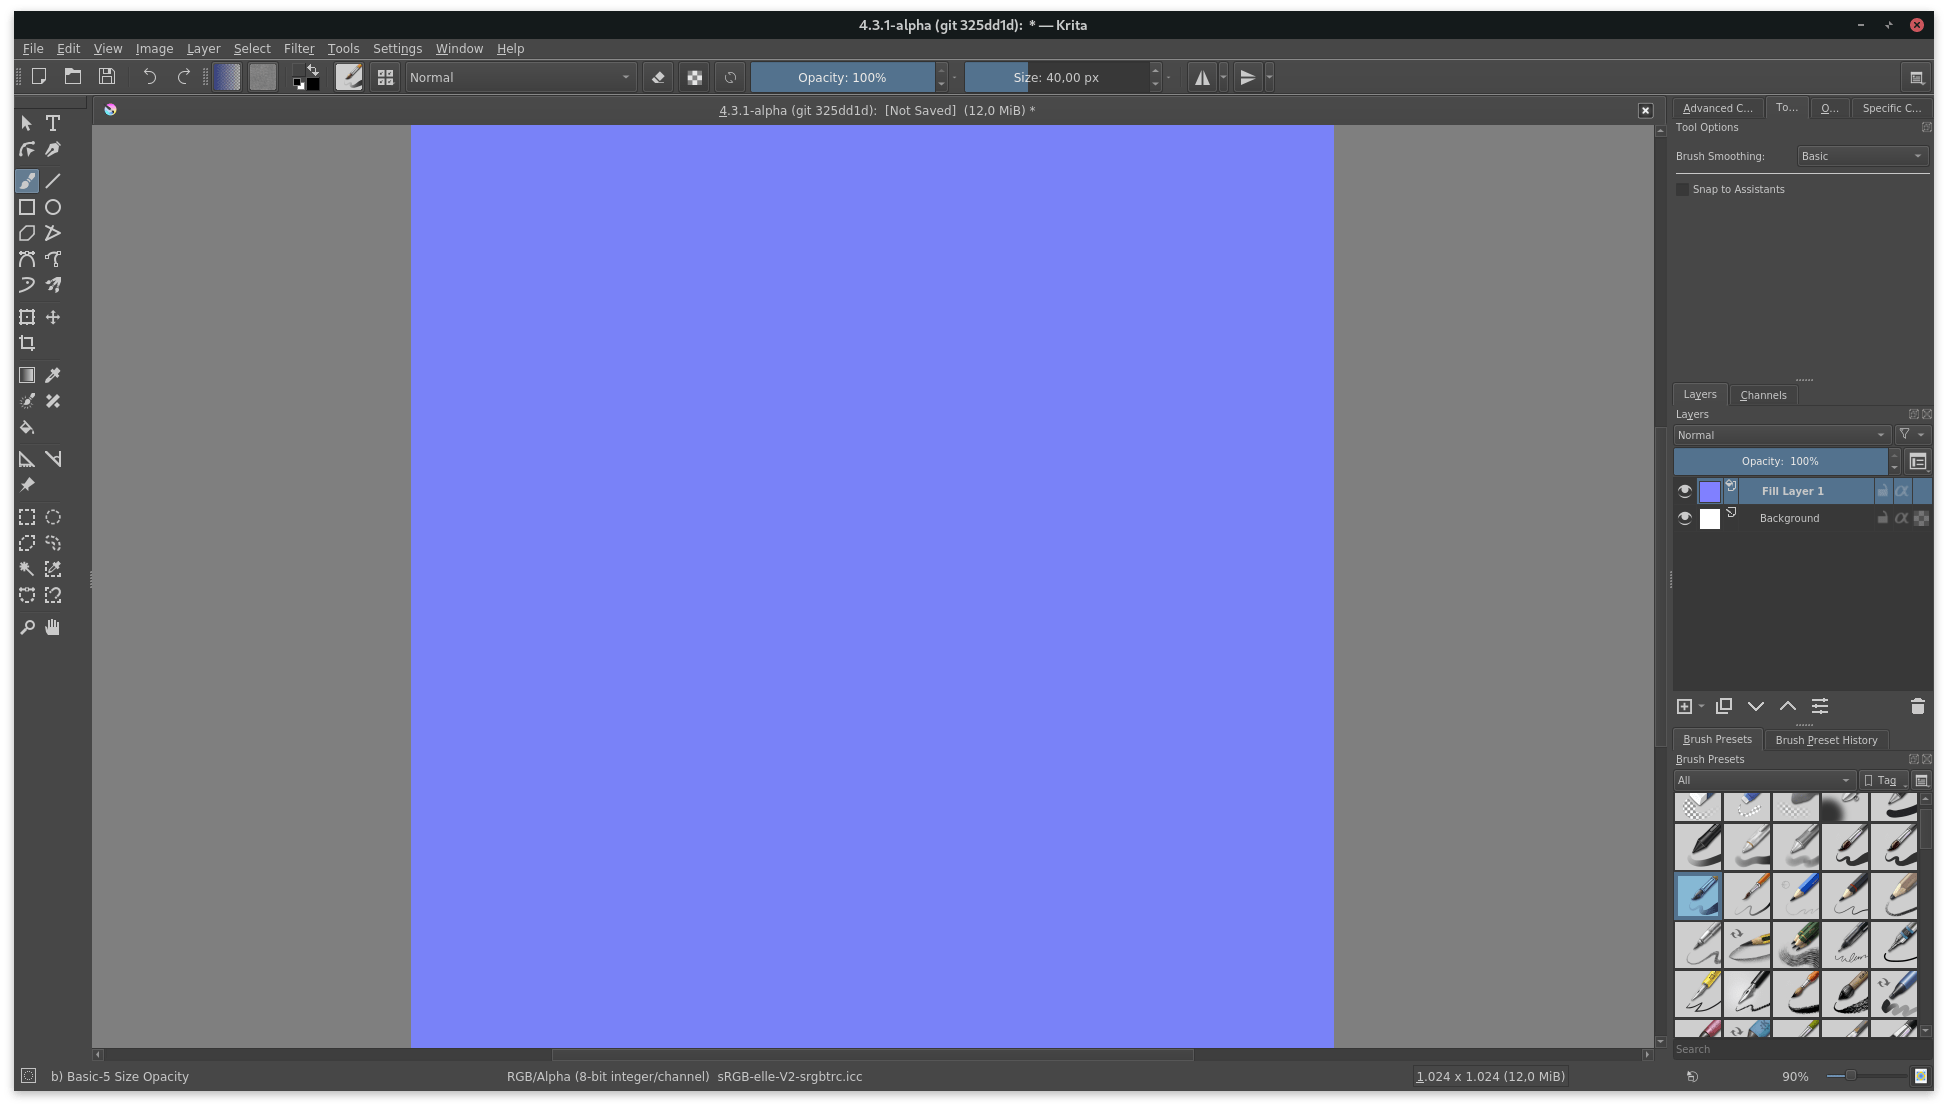 4.3.1-alpha (git 325dd1d): * — Krita
File Edit View Image Layer Select Filter Tools Settings Window Help
Normal Opacity: 100% Size: 40,00 px
4.3.1-alpha (git 325dd1d): [Not Saved] (12,0 MiB) *
Advanced C... To... O... Specific C...
Tool Options
Brush Smoothing: Basic
Snap to Assistants
Layers Channels
Layers
Normal
Opacity: 100%
Fill Layer 1
Background
Brush Presets Brush Preset History
Brush Presets
All Tag
Search
b) Basic-5 Size Opacity RGB/Alpha (8-bit integer/channel) sRGB-elle-V2-srgbtrc.icc 1.024 x 1.024 (12,0 MiB) 90%